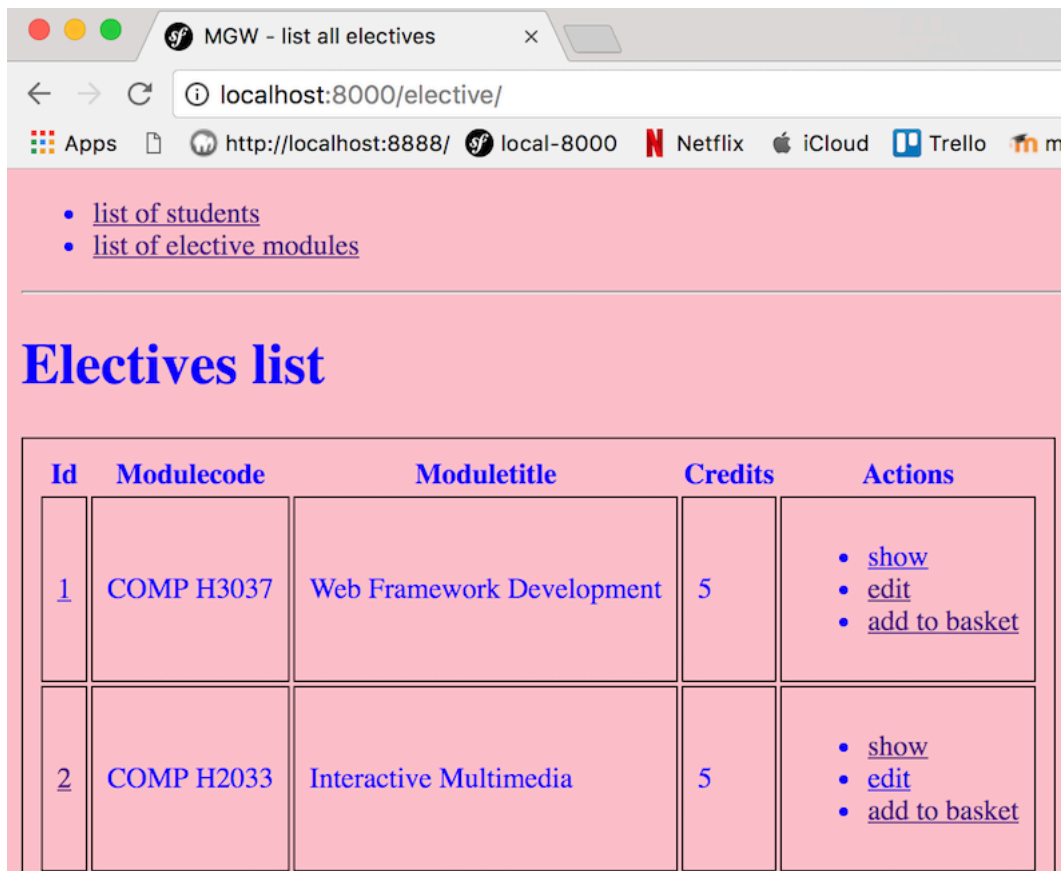 MGW - list all electives
localhost:8000/elective/
Apps http://localhost:8888/ local-8000 Netflix iCloud Trello m
list of students
list of elective modules
Electives list
Id Modulecode Moduletitle Credits Actions
show
1 COMP H3037 Web Framework Development 5 edit
add to basket
show
2 COMP H2033 Interactive Multimedia 5 edit
add to basket